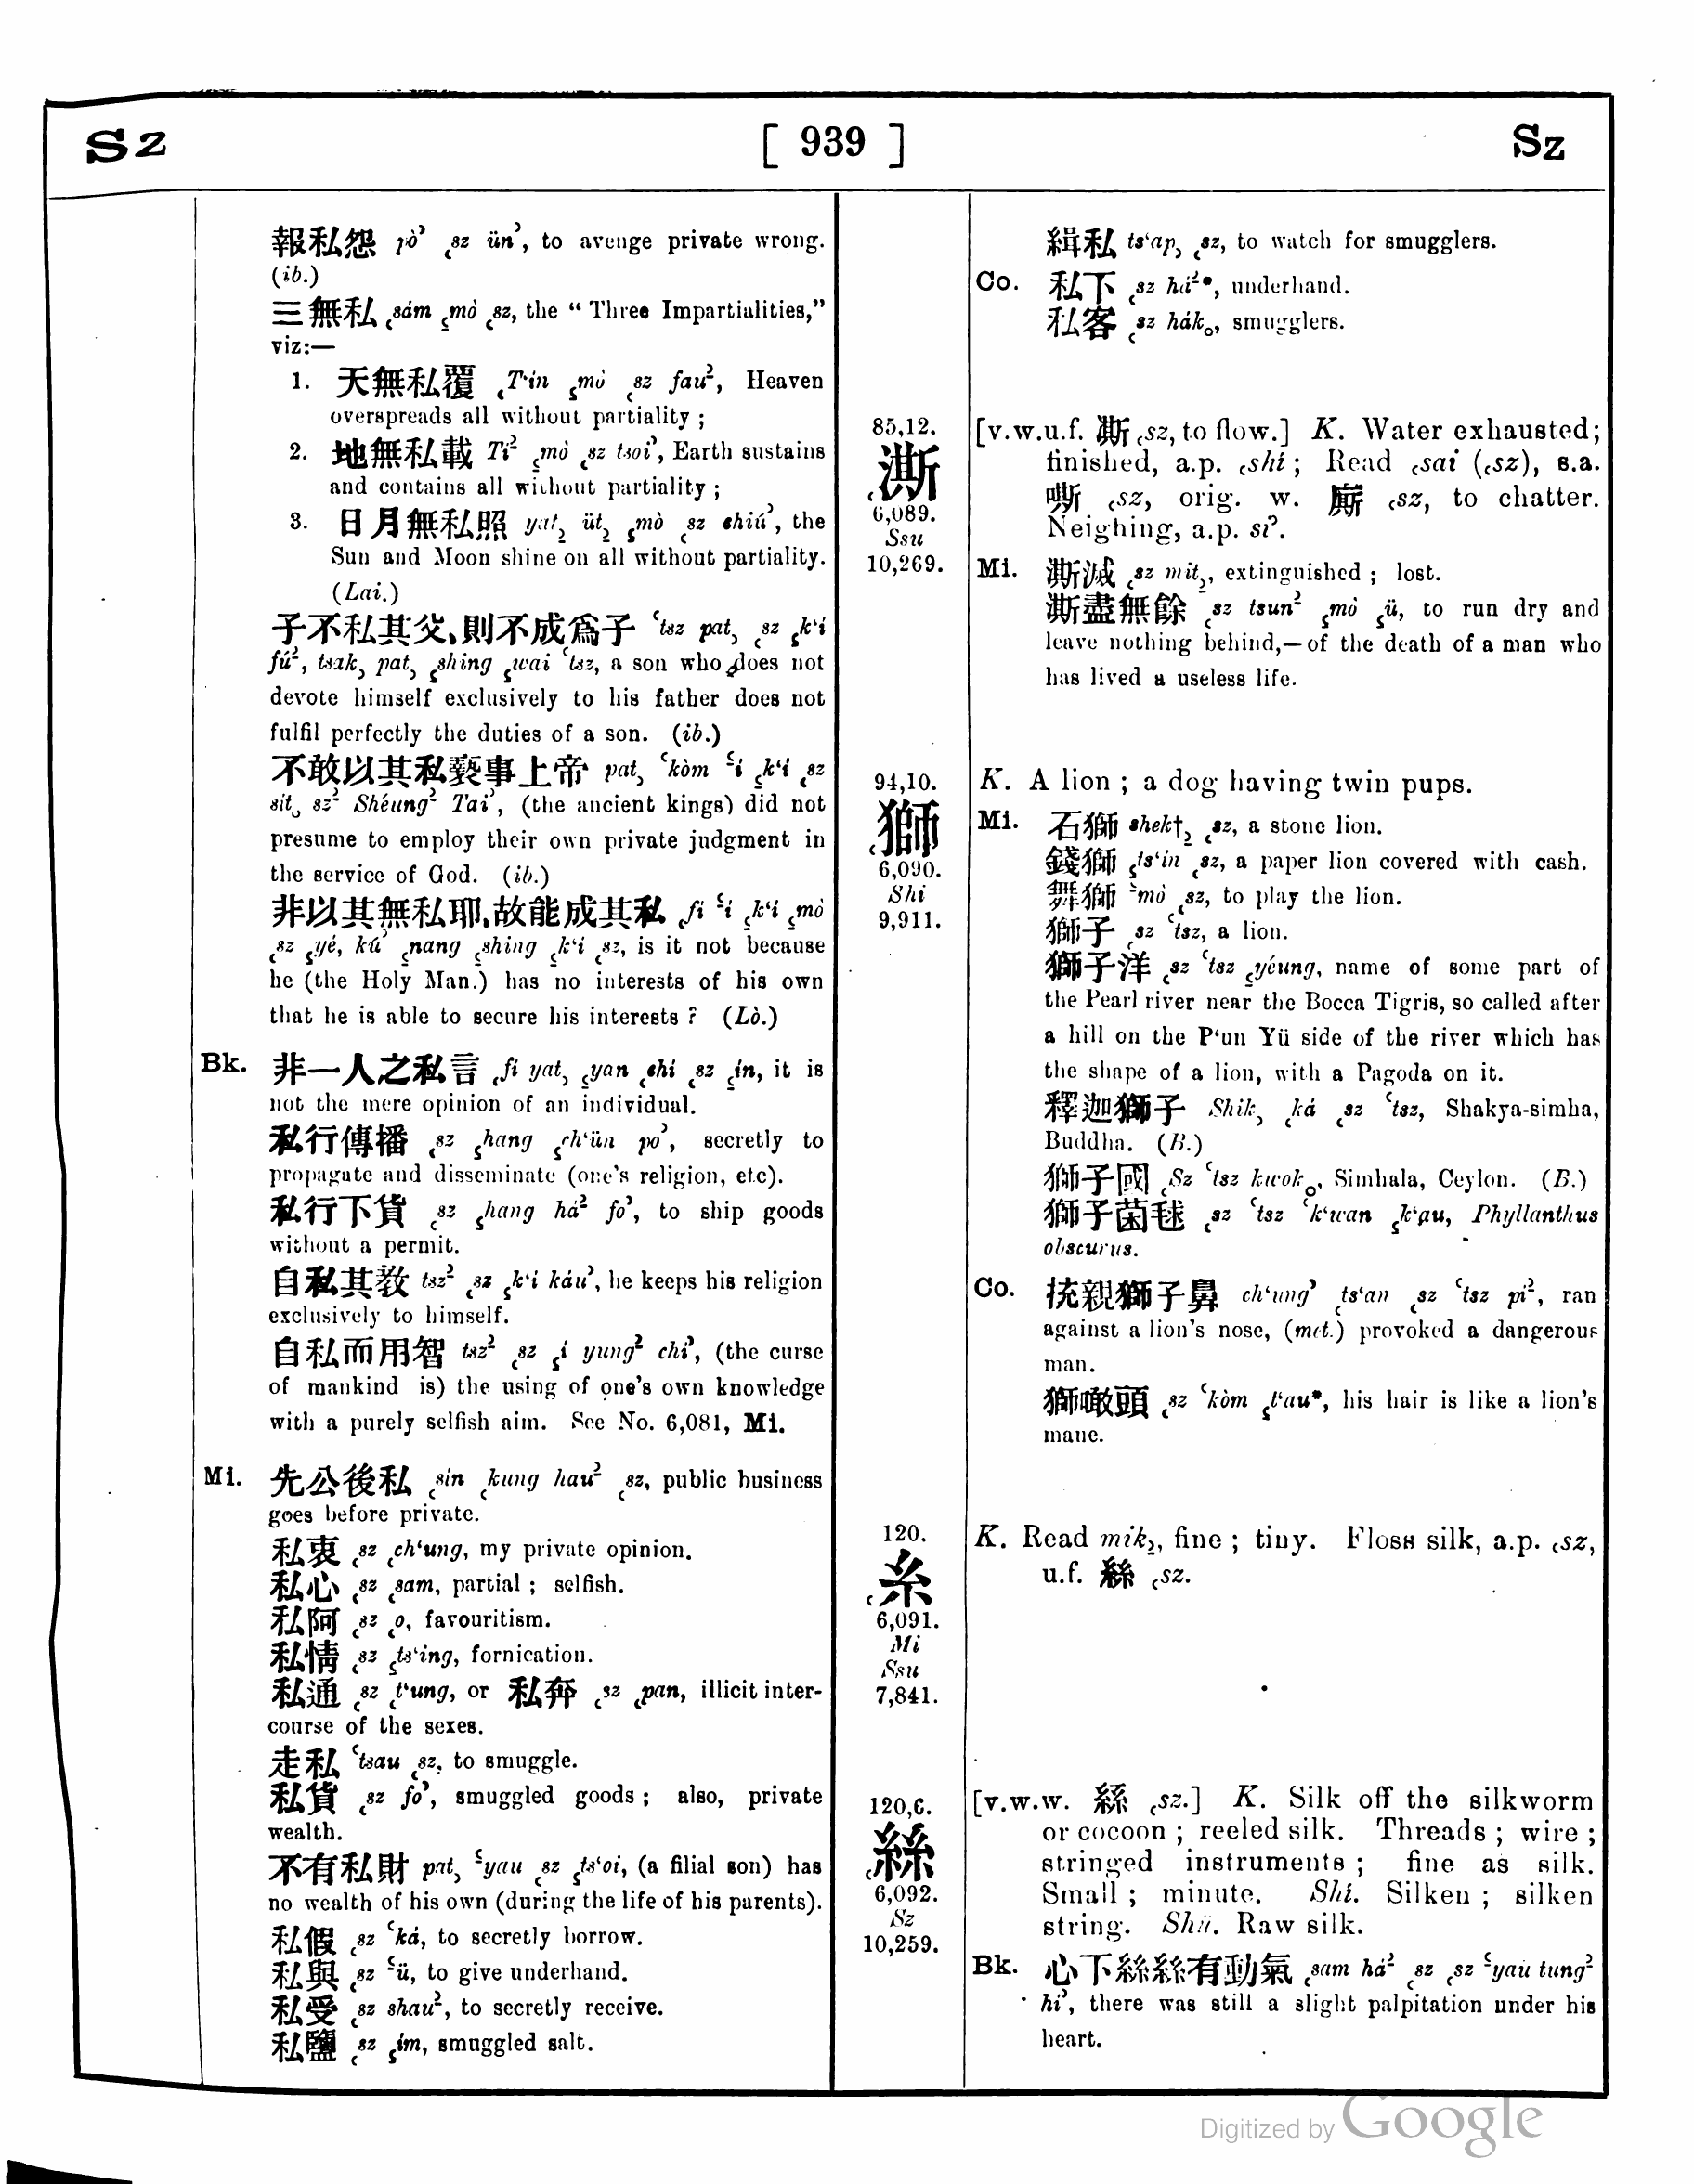 Sz [ 939 ] Sz
報私怨 pò’ ˛sz ün’, to avenge private wrong.
(ib.)
三無私 ˛sám ˛mò ˛sz, the “ Three Impartialities,”
viz:—
1. 天無私覆 ˛T‘in ˛mò ˛sz fau², Heaven
overspreads all without partiality ;
2. 地無私載 Ti² ˛mò ˛sz tsoi’, Earth sustains
and contains all without partiality ;
3. 日月無私照 yat₂ üt₂ ˛mò ˛sz chiú’, the
Sun and Moon shine on all without partiality.
(Lai.)
子不私其父、則不成爲子 ‘tsz pat, ˛sz ˛k‘i
fú², tsak, pat, ˛shing ˛wai ‘tsz, a son who does not
devote himself exclusively to his father does not
fulfil perfectly the duties of a son. (ib.)
不敢以其私褻事上帝 pat, ‘kòm ‘i ˛k‘i ˛sz
sit, sz² Shéung² Tai’, (the ancient kings) did not
presume to employ their own private judgment in
the service of God. (ib.)
非以其無私耶、故能成其私 ˛fi ‘i ˛k‘i ˛mò
˛sz ˛yé, kú’ ˛nang ˛shing ˛k‘i ˛sz, is it not because
he (the Holy Man.) has no interests of his own
that he is able to secure his interests ? (Lò.)
Bk. 非一人之私言 ˛fi yat, ˛yan ˛chi ˛sz ˛in, it is
not the mere opinion of an individual.
私行傳播 ˛sz ˛hang ˛ch‘ün po’, secretly to
propagate and disseminate (one's religion, etc).
私行下貨 ˛sz ˛hang há² fo’, to ship goods
without a permit.
自私其教 tsz² ˛sz ˛k‘i káu’, he keeps his religion
exclusively to himself.
自私而用智 tsz² ˛sz ˛i yung² chi’, (the curse
of mankind is) the using of one's own knowledge
with a purely selfish aim. See No. 6,081, Mi.
Mi. 先公後私 ˛sin ˛kung hau² ˛sz, public business
goes before private.
私衷 ˛sz ˛ch‘ung, my private opinion.
私心 ˛sz ˛sam, partial ; selfish.
私阿 ˛sz ˛o, favouritism.
私情 ˛sz ˛ts‘ing, fornication.
私通 ˛sz ˛t‘ung, or 私奔 ˛sz ˛pan, illicit inter-
course of the sexes.
走私 ‘tsau ˛sz, to smuggle.
私貨 ˛sz fo’, smuggled goods ; also, private
wealth.
不有私財 pat, ‘yau ˛sz ˛ts‘oi, (a filial son) has
no wealth of his own (during the life of his parents).
私假 ˛sz ‘ká, to secretly borrow.
私與 ˛sz ‘ü, to give underhand.
私受 ˛sz shau², to secretly receive.
私鹽 ˛sz ˛im, smuggled salt.
緝私 ts‘ap, ˛sz, to watch for smugglers.
Co. 私下 ˛sz há²*, underhand.
私客 ˛sz hák₀, smugglers.
85,12.
˛澌
6,089.
Ssu
10,269.
[v.w.u.f. 澌 ˛sz, to flow.] K. Water exhausted;
finished, a.p. ˛shí ; Read ˛sai (˛sz), s.a.
嘶 ˛sz, orig. w. ˛sz, to chatter.
Neighing, a.p. si’.
Mi. 澌滅 ˛sz mit₂, extinguished ; lost.
澌盡無餘 ˛sz tsun² ˛mò ˛ü, to run dry and
leave nothing behind,—of the death of a man who
has lived a useless life.
94,10.
˛獅
6,090.
Shi
9,911.
K. A lion ; a dog having twin pups.
Mi. 石獅 shek†₂ ˛sz, a stone lion.
錢獅 ˛ts‘in ˛sz, a paper lion covered with cash.
舞獅 ‘mò ˛sz, to play the lion.
獅子 ˛sz ‘tsz, a lion.
獅子洋 ˛sz ‘tsz ˛yéung, name of some part of
the Pearl river near the Bocca Tigris, so called after
a hill on the P‘un Yü side of the river which has
the shape of a lion, with a Pagoda on it.
釋迦獅子 Shik, ˛ká ˛sz ‘tsz, Shakya-simha,
Buddha. (B.)
獅子國 ˛Sz ‘tsz kwok₀, Simhala, Ceylon. (B.)
獅子菌毬 ˛sz ‘tsz ‘k‘wan ˛k‘au, Phyllanthus
obscurus.
Co. 𢫕親獅子鼻 ch‘ung’ ˛ts‘an ˛sz ‘tsz pi², ran
against a lion's nose, (met.) provoked a dangerous
man.
獅噉頭 ˛sz ‘kòm ˛t‘au*, his hair is like a lion's
mane.
120.
˛糸
6,091.
Mi
Ssu
7,841.
K. Read mik₂, fine ; tiny. Floss silk, a.p. ˛sz,
u.f. 絲 ˛sz.
120,6.
˛絲
6,092.
Sz
10,259.
[v.w.w. 絲 ˛sz.] K. Silk off the silkworm
or cocoon ; reeled silk. Threads ; wire ;
stringed instruments ; fine as silk.
Small ; minute. Shí. Silken ; silken
string. Shü. Raw silk.
Bk. 心下絲絲有動氣 ˛sam há² ˛sz ˛sz ‘yau tung²
hi’, there was still a slight palpitation under his
heart.
Digitized by Google